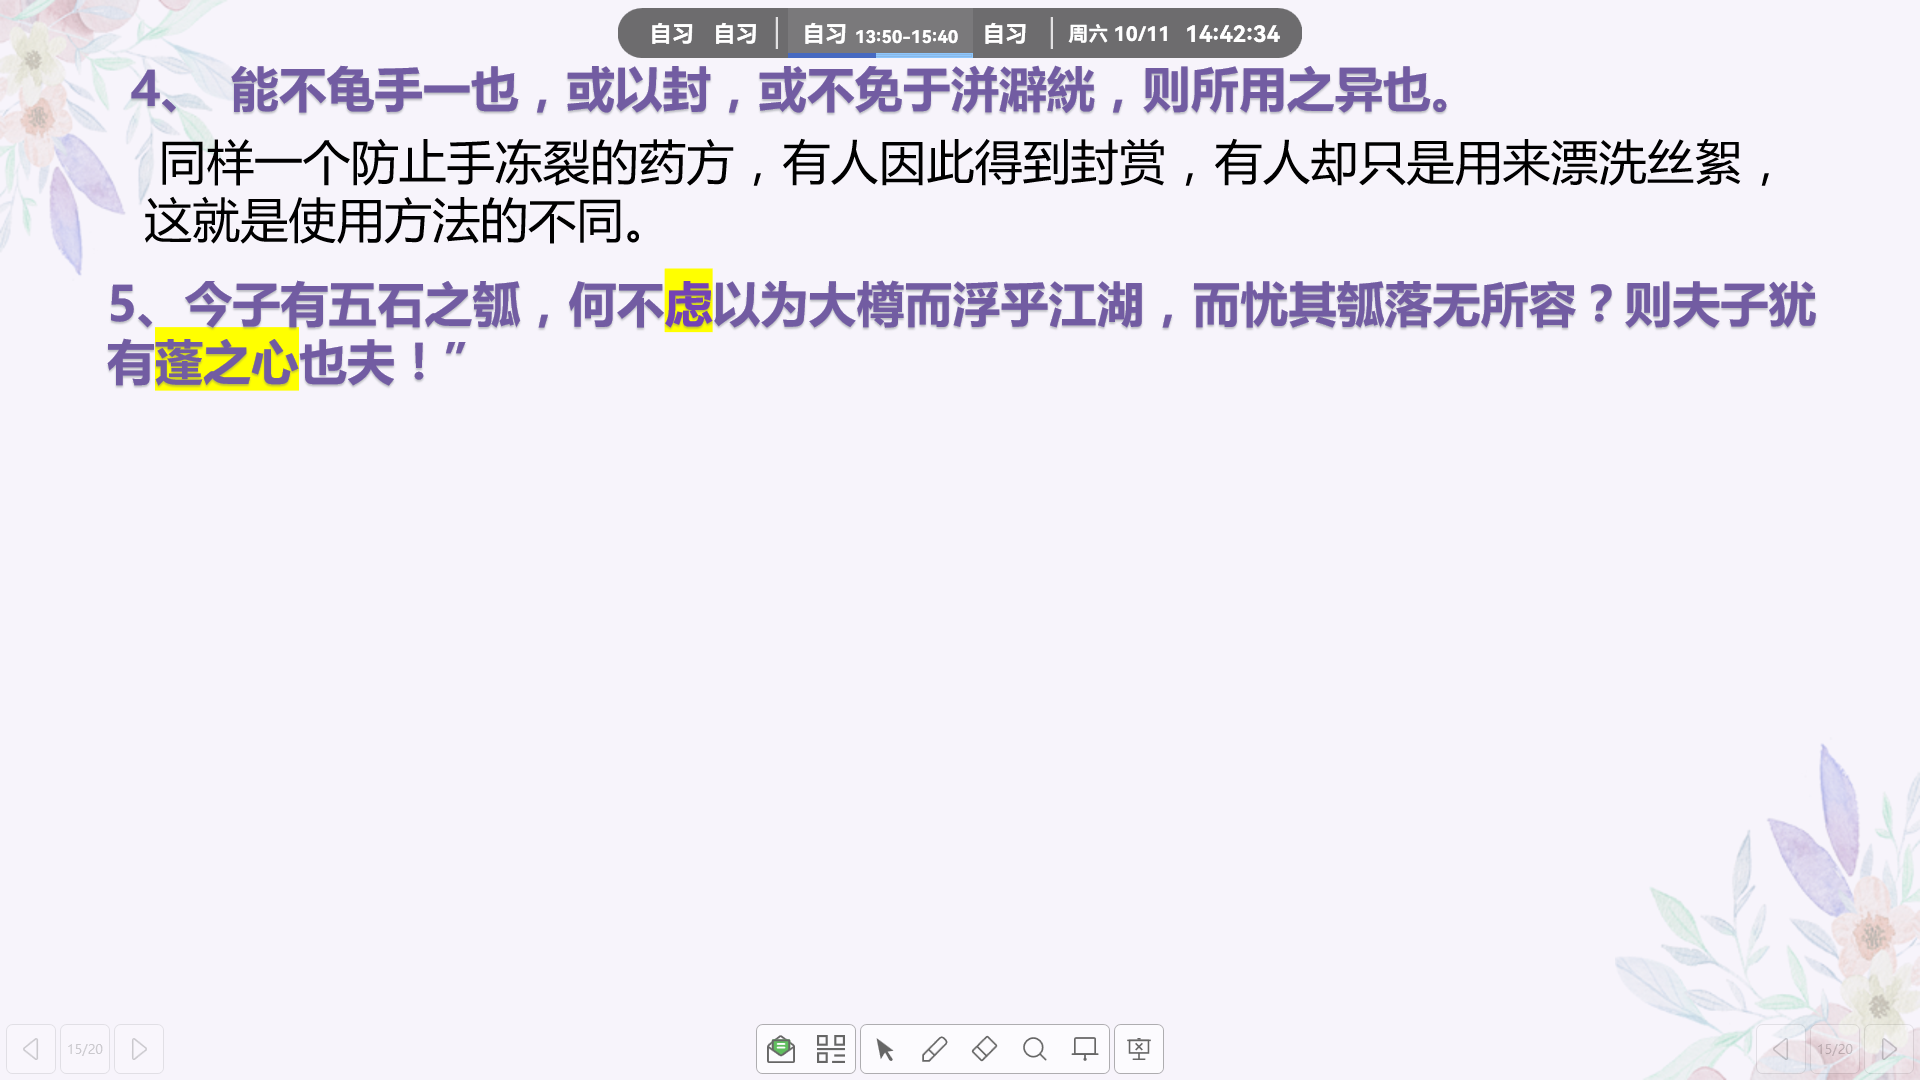 自习 自习 自习 13:50-15:40 自习 周六 10/11 14:42:34
4、 能不龟手一也，或以封，或不免于洴澼絖，则所用之异也。
同样一个防止手冻裂的药方，有人因此得到封赏，有人却只是用来漂洗丝絮，
这就是使用方法的不同。
5、今子有五石之瓠，何不虑以为大樽而浮乎江湖，而忧其瓠落无所容？则夫子犹
有蓬之心也夫！”
15/20
15/20